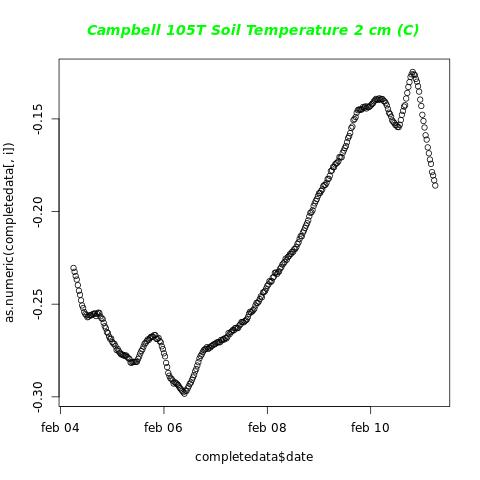 Campbell 105T Soil Temperature 2 cm (C)
as.numeric(completedata[, i])
-0.15
-0.20
-0.25
-0.30
feb 04 feb 06 feb 08 feb 10
completedata$date